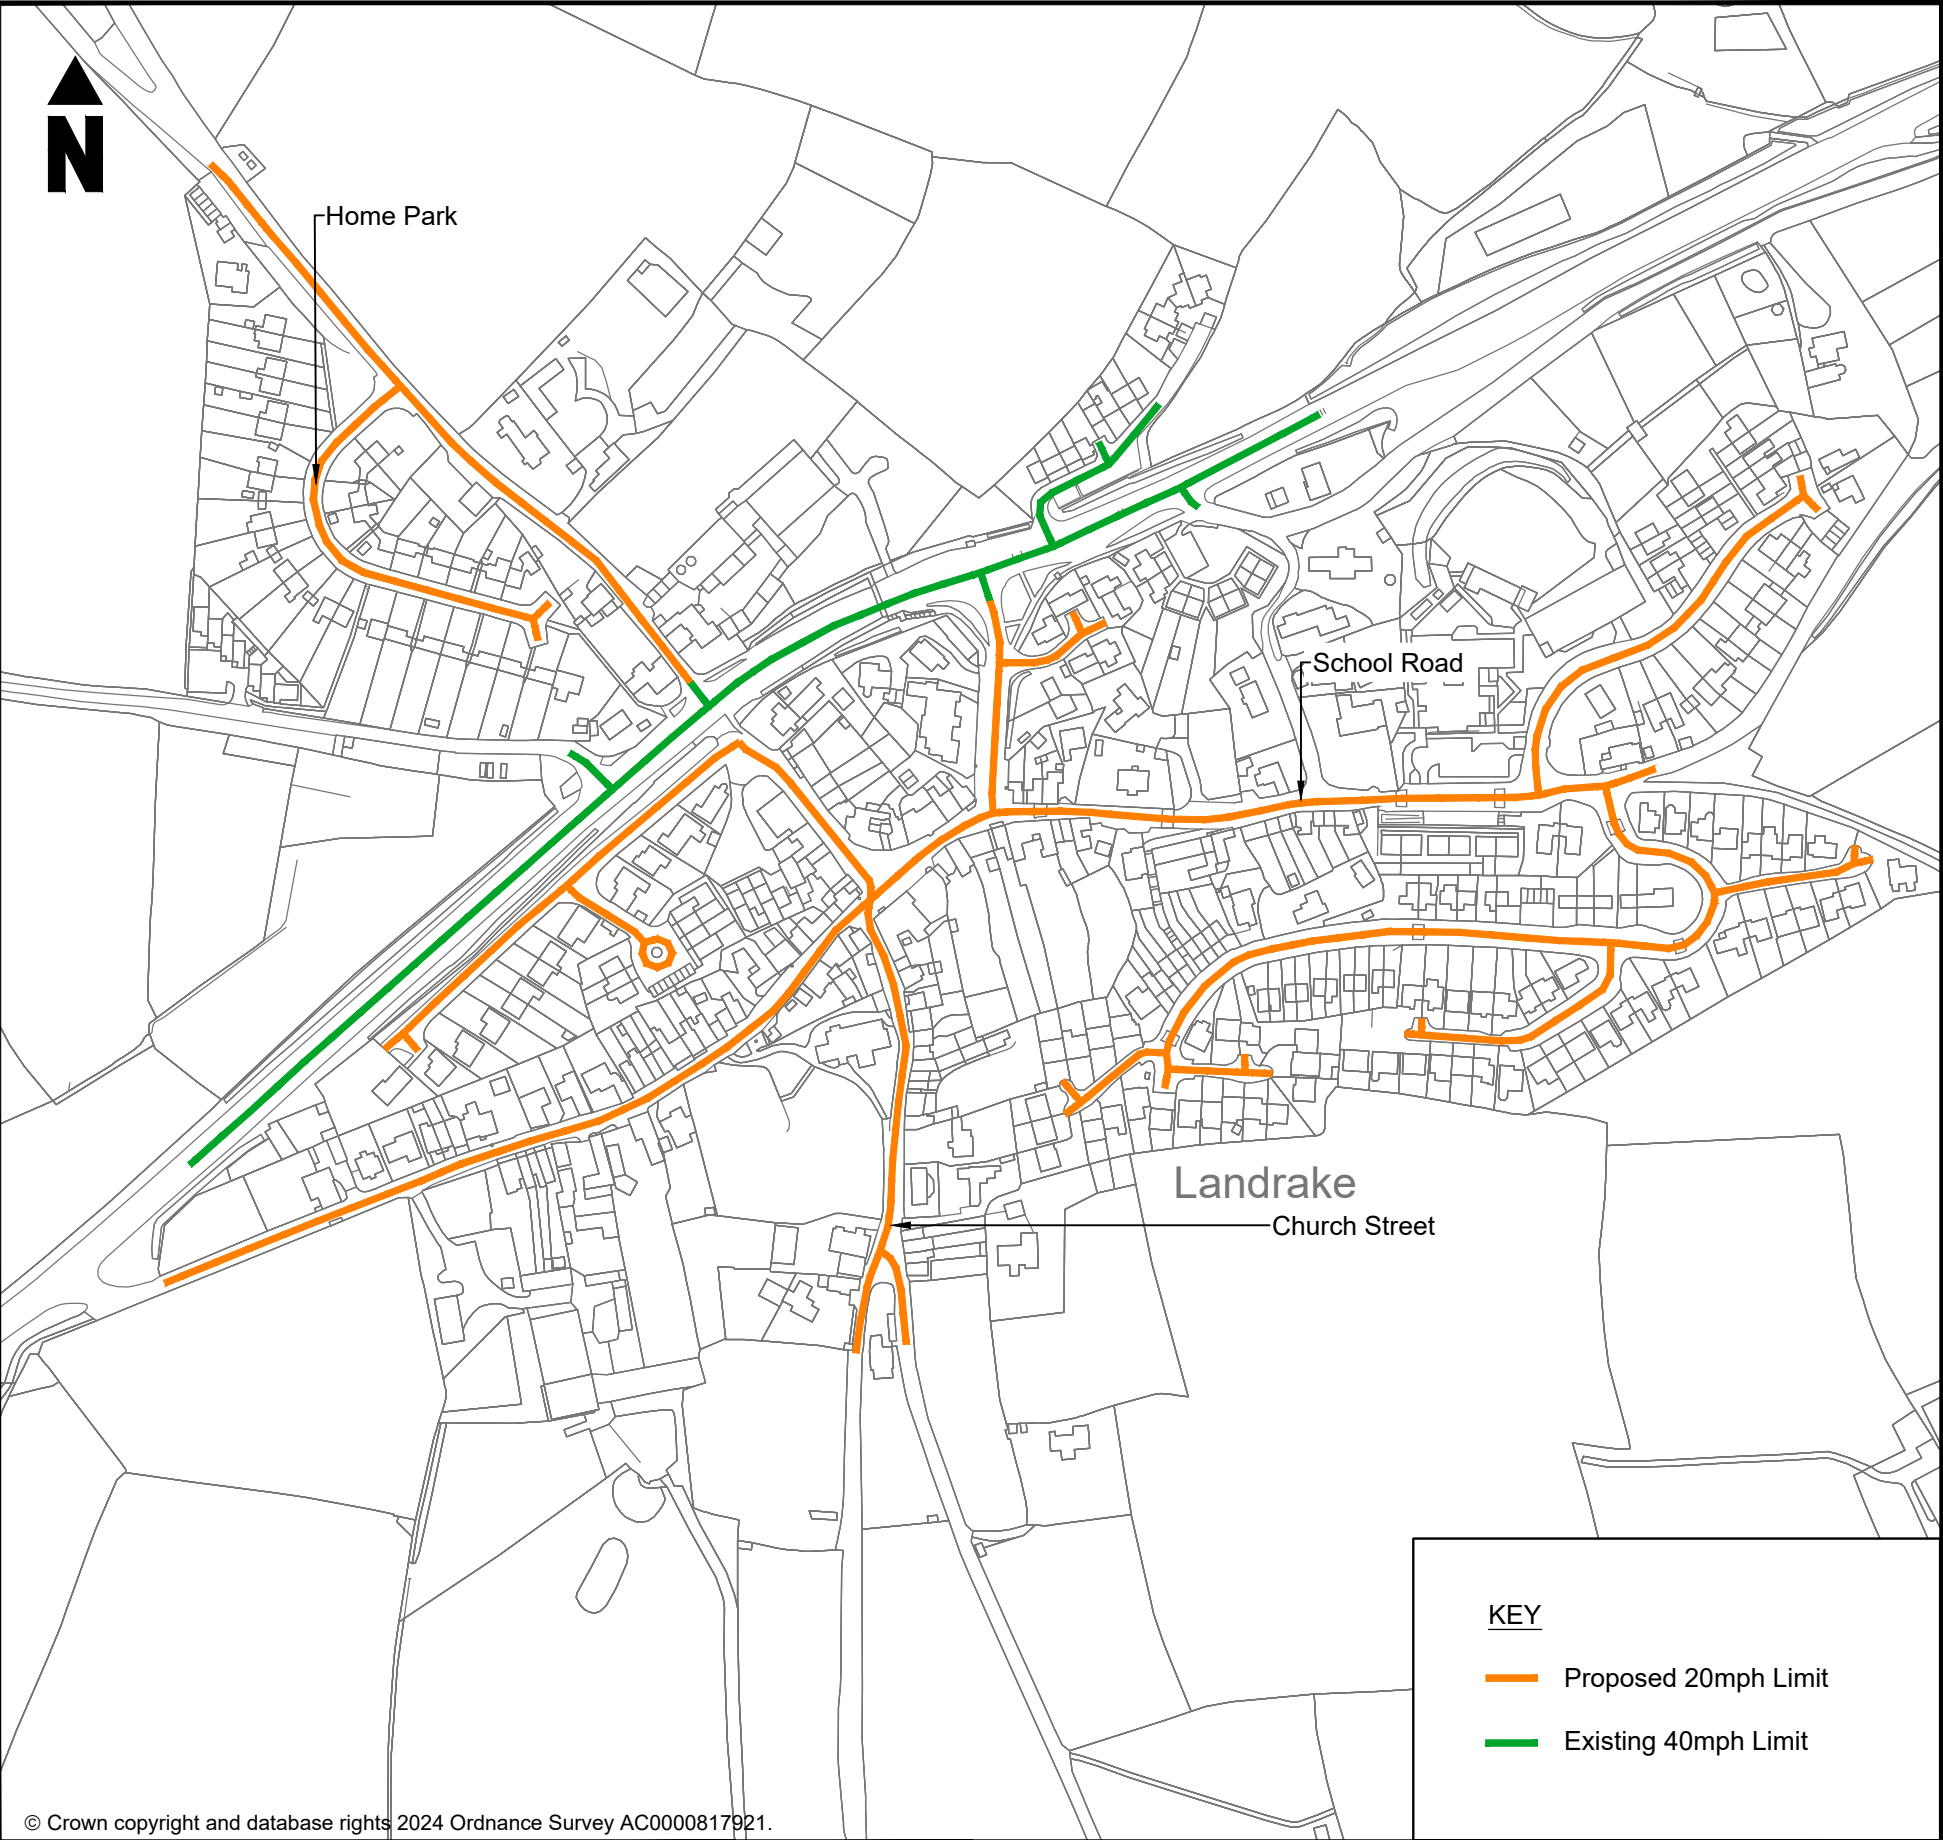 N
Home Park
School Road
Landrake
Church Street
KEY
Proposed 20mph Limit
Existing 40mph Limit
© Crown copyright and database rights 2024 Ordnance Survey AC0000817921.